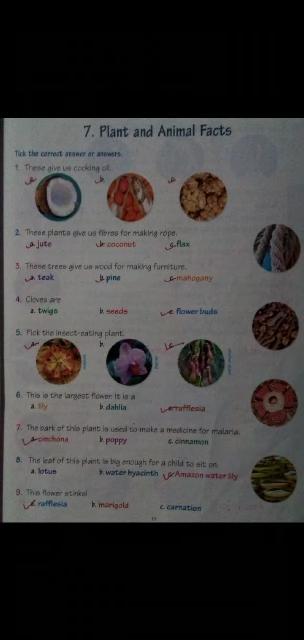 7. Plant and Animal Facts
Tick the correct answer or answers.
1. These give us cooking oil.
a. b. c.
2. These plants give us fibres for making rope.
a. jute b. coconut c. flax
3. These trees give us wood for making furniture.
a. teak b. pine c. mahogany
4. Cloves are
a. twigs b. seeds c. flower buds
5. Pick the insect-eating plant.
a. b. c.
6. This is the largest flower. It is a
a. lily b. dahlia c. rafflesia
7. The bark of this plant is used to make a medicine for malaria.
a. cinchona b. poppy c. cinnamon
8. The leaf of this plant is big enough for a child to sit on.
a. lotus b. water hyacinth c. Amazon water lily
9. This flower stinks!
a. rafflesia b. marigold c. carnation